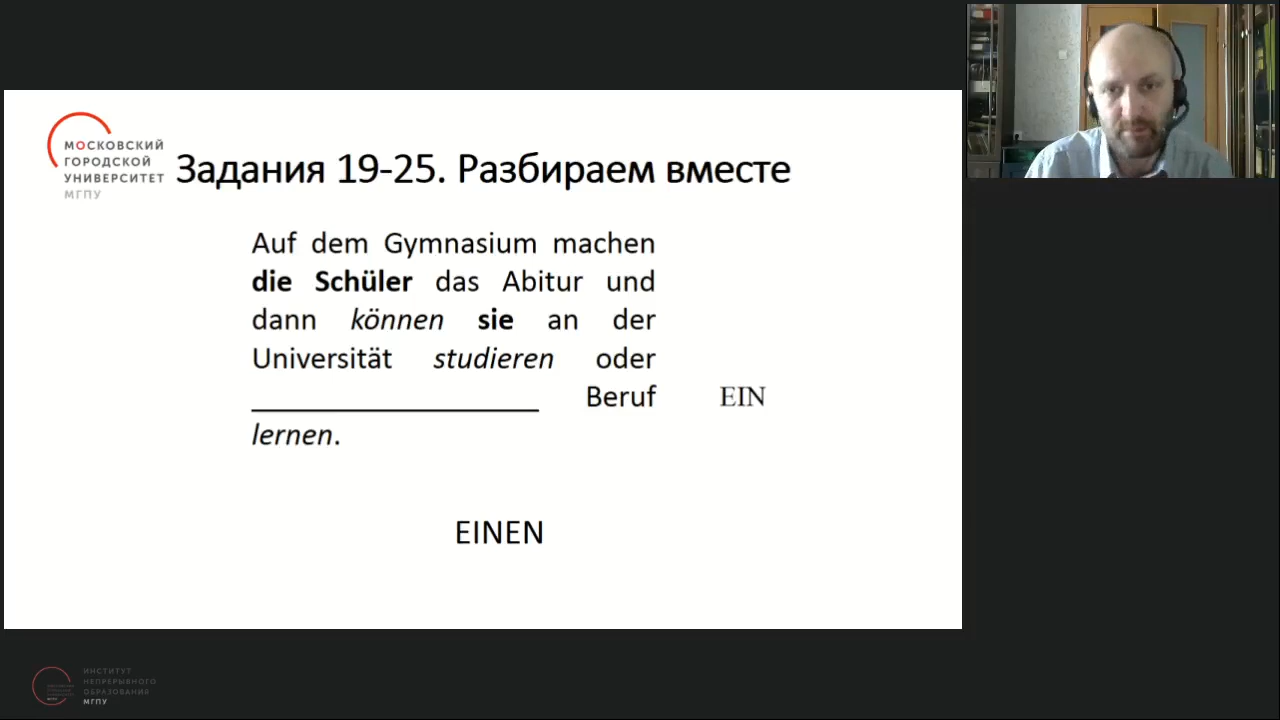 МОСКОВСКИЙ
ГОРОДСКОЙ
УНИВЕРСИТЕТ
МГПУ
Задания 19-25. Разбираем вместе
Auf dem Gymnasium machen
die Schüler das Abitur und
dann können sie an der
Universität studieren oder
____________________ Beruf EIN
lernen.
EINEN
ИНСТИТУТ
НЕПРЕРЫВНОГО
ОБРАЗОВАНИЯ
МГПУ